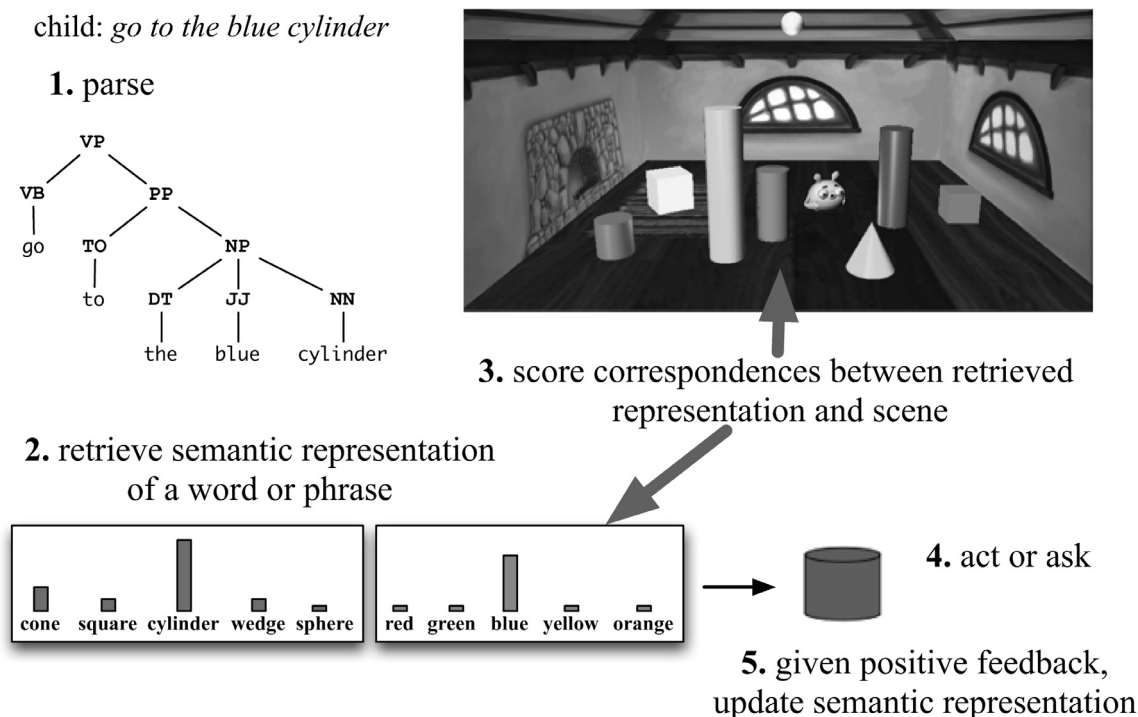 child: go to the blue cylinder
1. parse
VP
VB PP
go TO NP
to DT JJ NN
the blue cylinder
3. score correspondences between retrieved
representation and scene
2. retrieve semantic representation
of a word or phrase
cone square cylinder wedge sphere
red green blue yellow orange
4. act or ask
5. given positive feedback,
update semantic representation